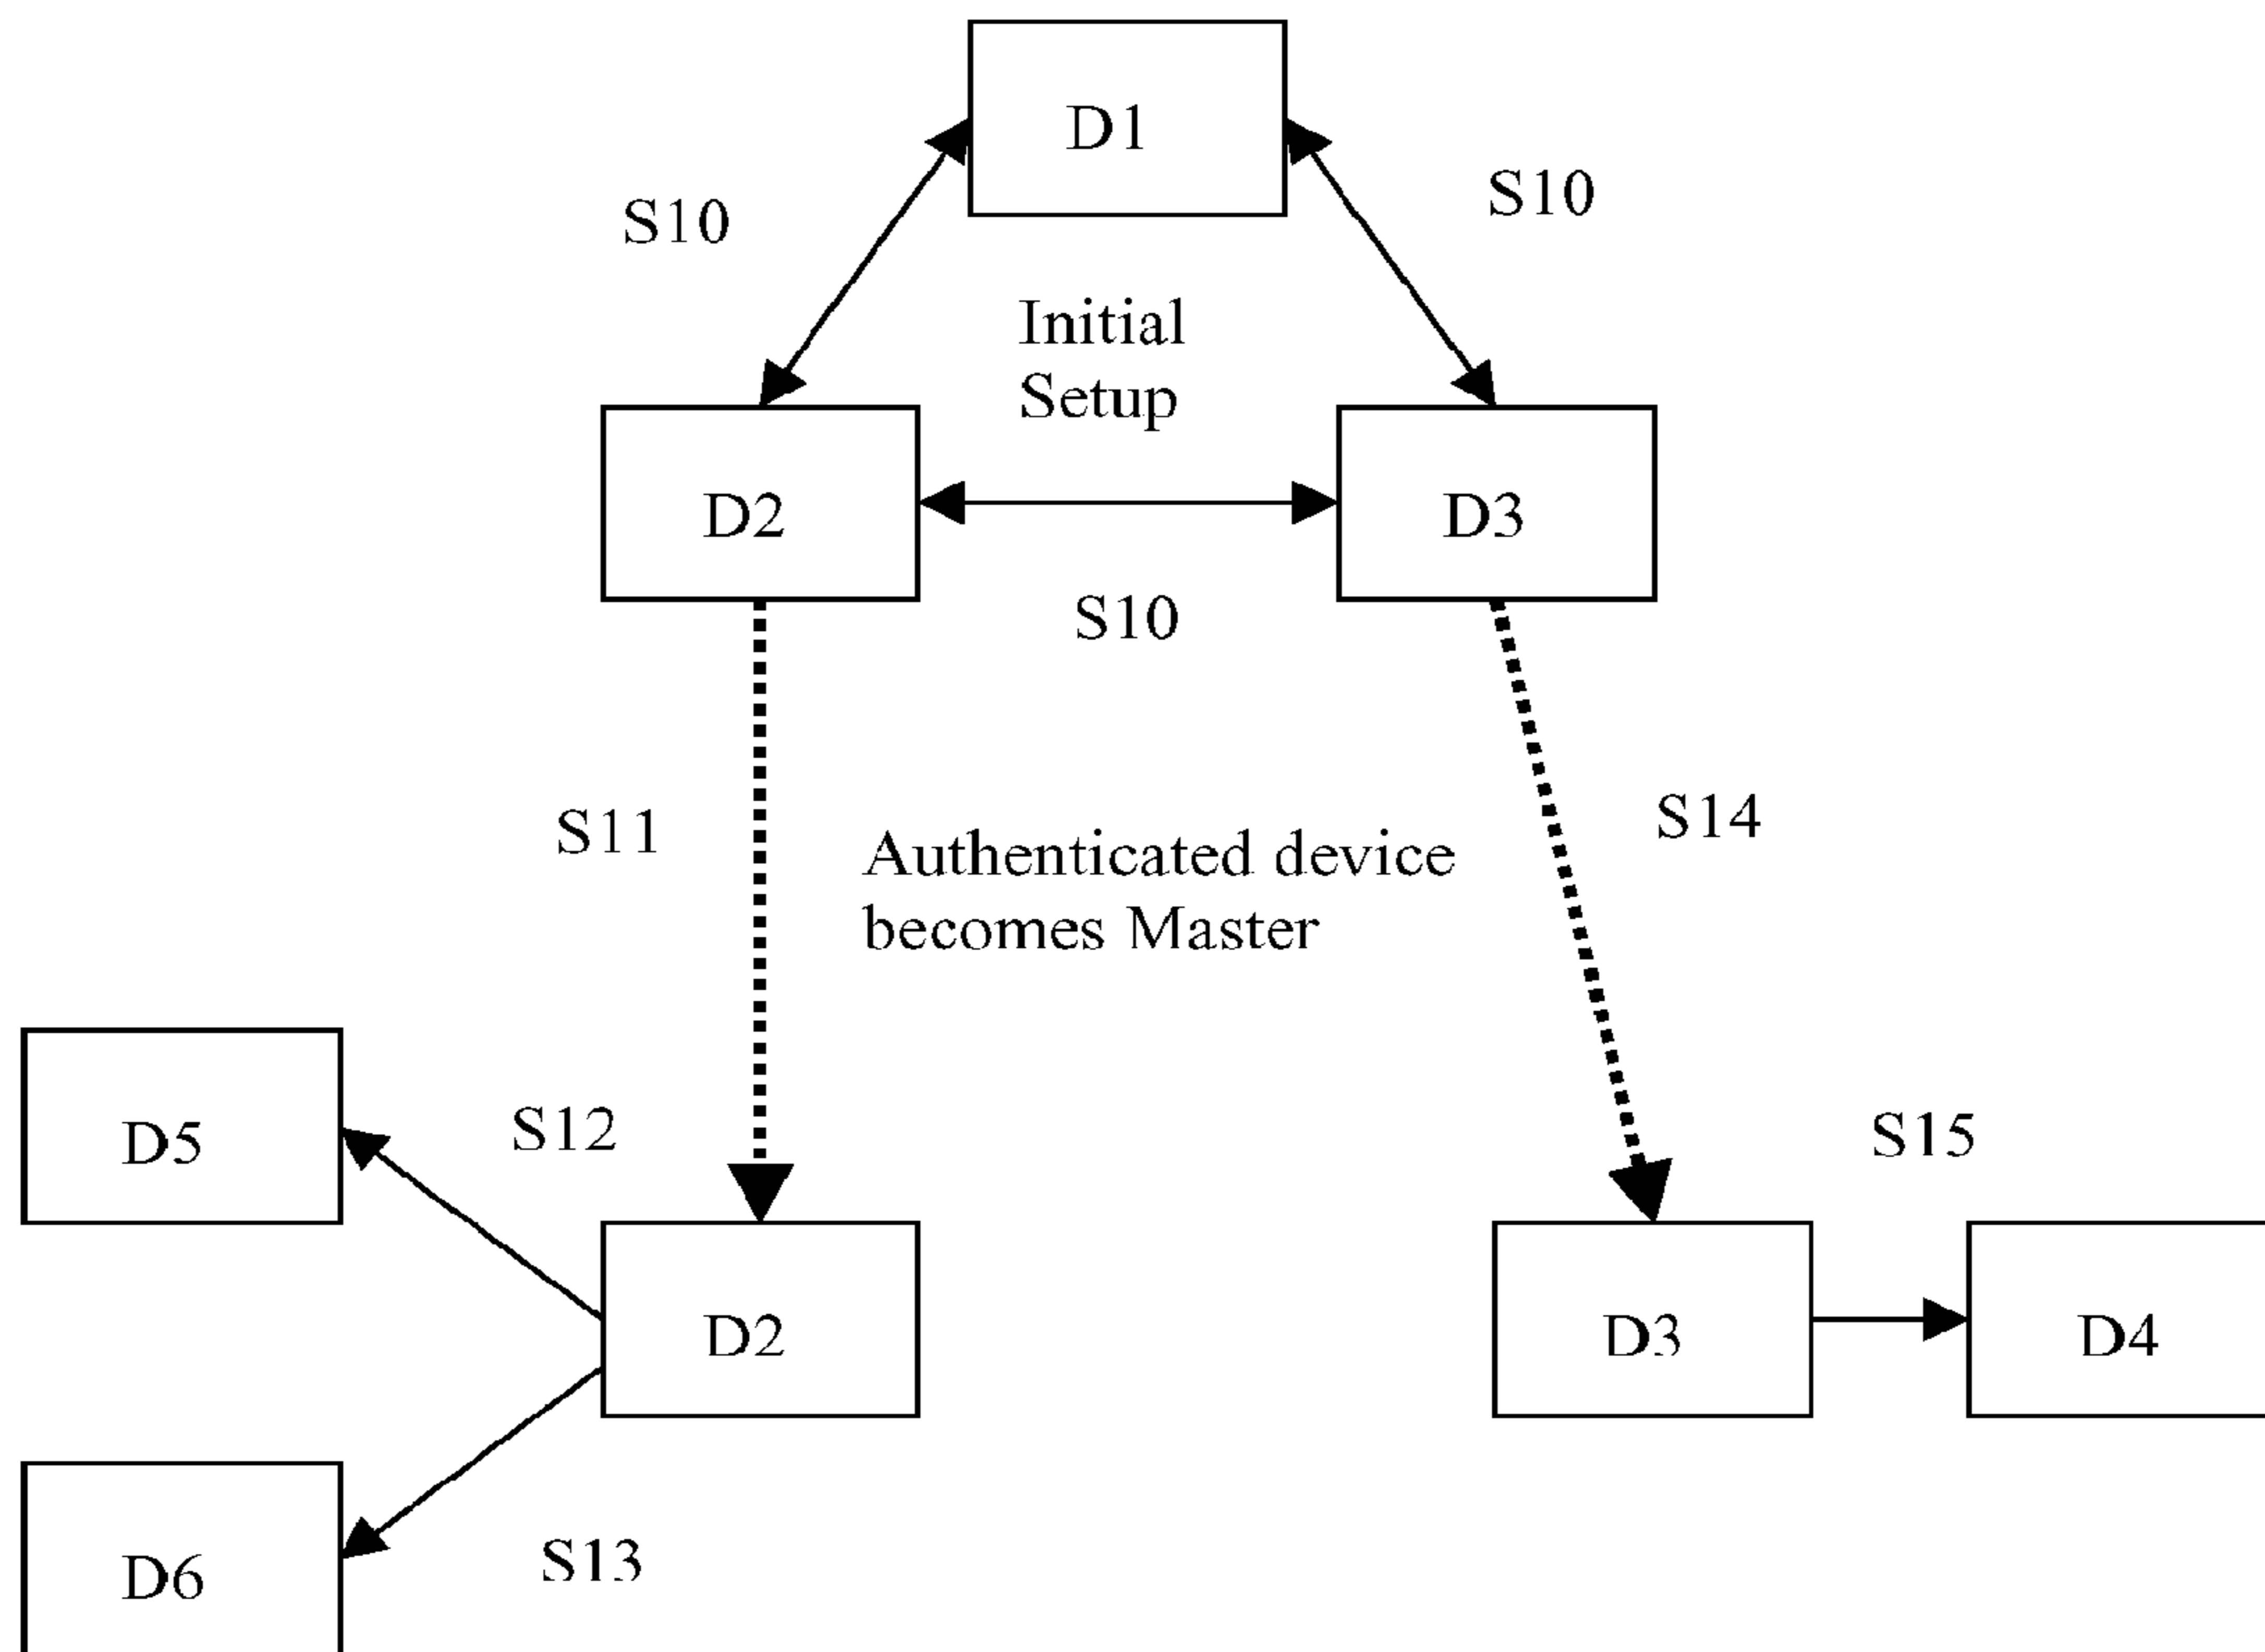 D1
S10
S10
Initial
Setup
D2
D3
S10
S11
S14
Authenticated device
becomes Master
D5
S12
S15
D2
D3
D4
D6
S13